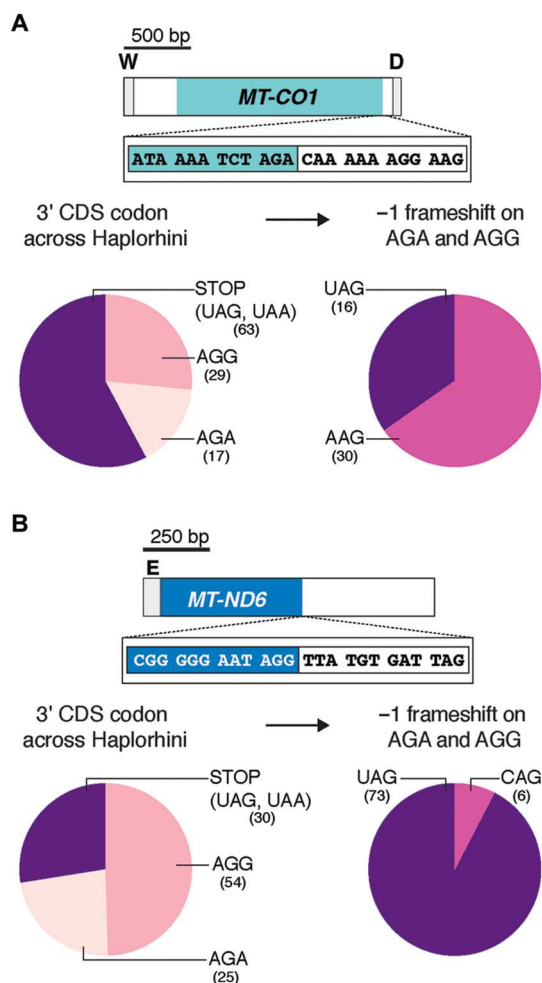 A
500 bp
W D
MT-CO1
ATA AAA TCT AGA CAA AAA AGG AAG
3' CDS codon
across Haplorhini
−1 frameshift on
AGA and AGG
STOP
(UAG, UAA)
(63)
AGG
(29)
AGA
(17)
UAG
(16)
AAG
(30)
B
250 bp
E
MT-ND6
CGG GGG AAT AGG TTA TGT GAT TAG
3' CDS codon
across Haplorhini
−1 frameshift on
AGA and AGG
STOP
(UAG, UAA)
(30)
AGG
(54)
AGA
(25)
UAG
(73)
CAG
(6)